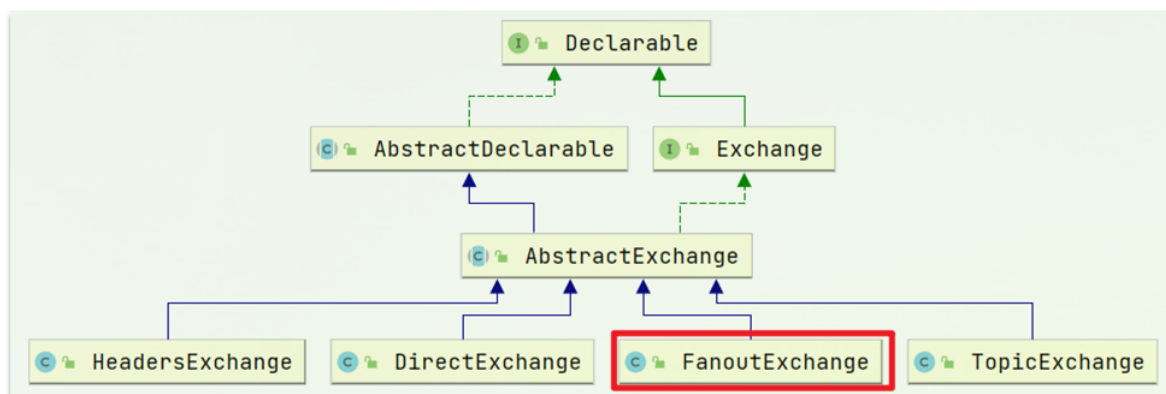 I Declarable
C AbstractDeclarable
I Exchange
C AbstractExchange
C HeadersExchange
C DirectExchange
C FanoutExchange
C TopicExchange